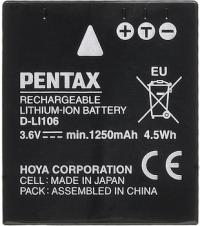 + T −
PENTAX
EU
RECHARGEABLE
LITHIUM-ION BATTERY
D-LI106
3.6V⎓ min.1250mAh 4.5Wh
HOYA CORPORATION
CELL: MADE IN JAPAN
PACK: ASSEMBLED IN CHINA
CE